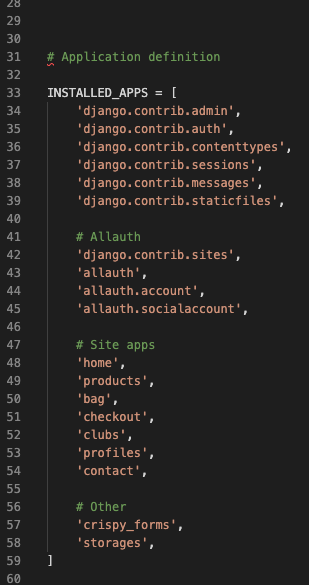 28
29
30
31 # Application definition
32
33 INSTALLED_APPS = [
34     'django.contrib.admin',
35     'django.contrib.auth',
36     'django.contrib.contenttypes',
37     'django.contrib.sessions',
38     'django.contrib.messages',
39     'django.contrib.staticfiles',
40
41     # Allauth
42     'django.contrib.sites',
43     'allauth',
44     'allauth.account',
45     'allauth.socialaccount',
46
47     # Site apps
48     'home',
49     'products',
50     'bag',
51     'checkout',
52     'clubs',
53     'profiles',
54     'contact',
55
56     # Other
57     'crispy_forms',
58     'storages',
59 ]
60